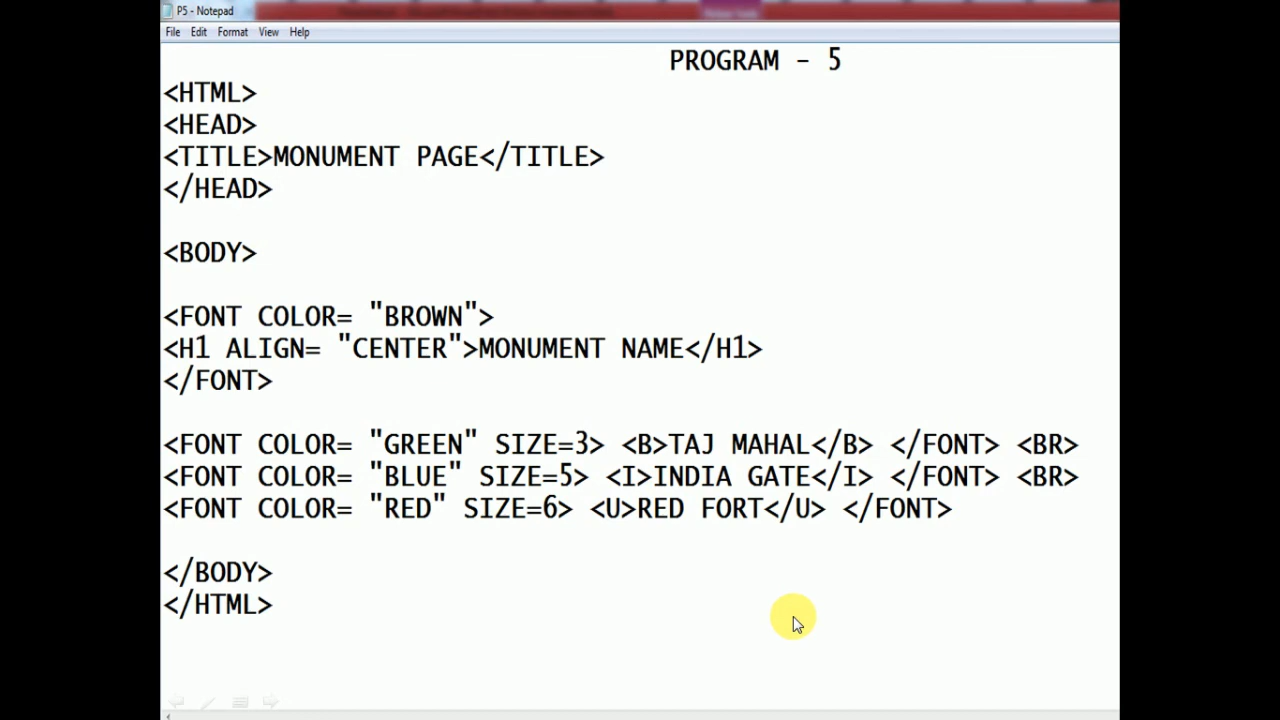 P5 - Notepad
File Edit Format View Help
PROGRAM - 5
<HTML>
<HEAD>
<TITLE>MONUMENT PAGE</TITLE>
</HEAD>
<BODY>
<FONT COLOR= "BROWN">
<H1 ALIGN= "CENTER">MONUMENT NAME</H1>
</FONT>
<FONT COLOR= "GREEN" SIZE=3> <B>TAJ MAHAL</B> </FONT> <BR>
<FONT COLOR= "BLUE" SIZE=5> <I>INDIA GATE</I> </FONT> <BR>
<FONT COLOR= "RED" SIZE=6> <U>RED FORT</U> </FONT>
</BODY>
</HTML>